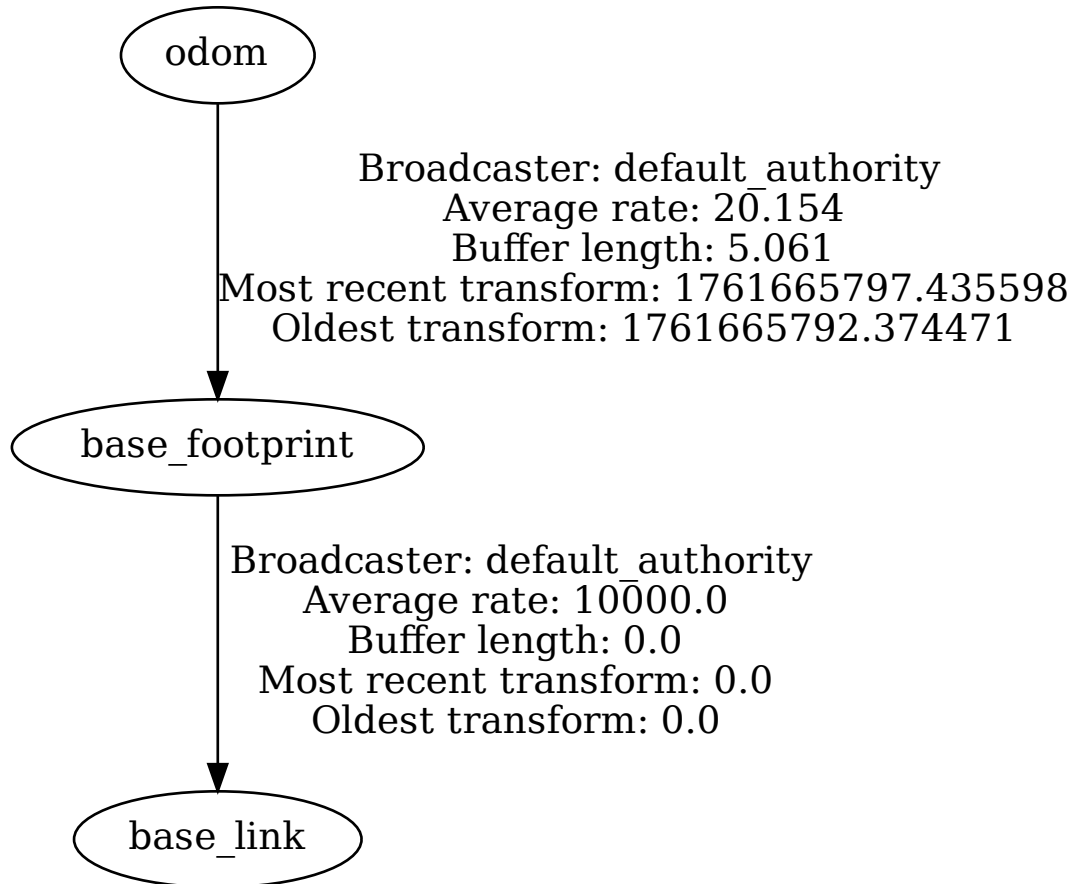 odom
Broadcaster: default_authority
Average rate: 20.154
Buffer length: 5.061
Most recent transform: 1761665797.435598
Oldest transform: 1761665792.374471
base_footprint
Broadcaster: default_authority
Average rate: 10000.0
Buffer length: 0.0
Most recent transform: 0.0
Oldest transform: 0.0
base_link